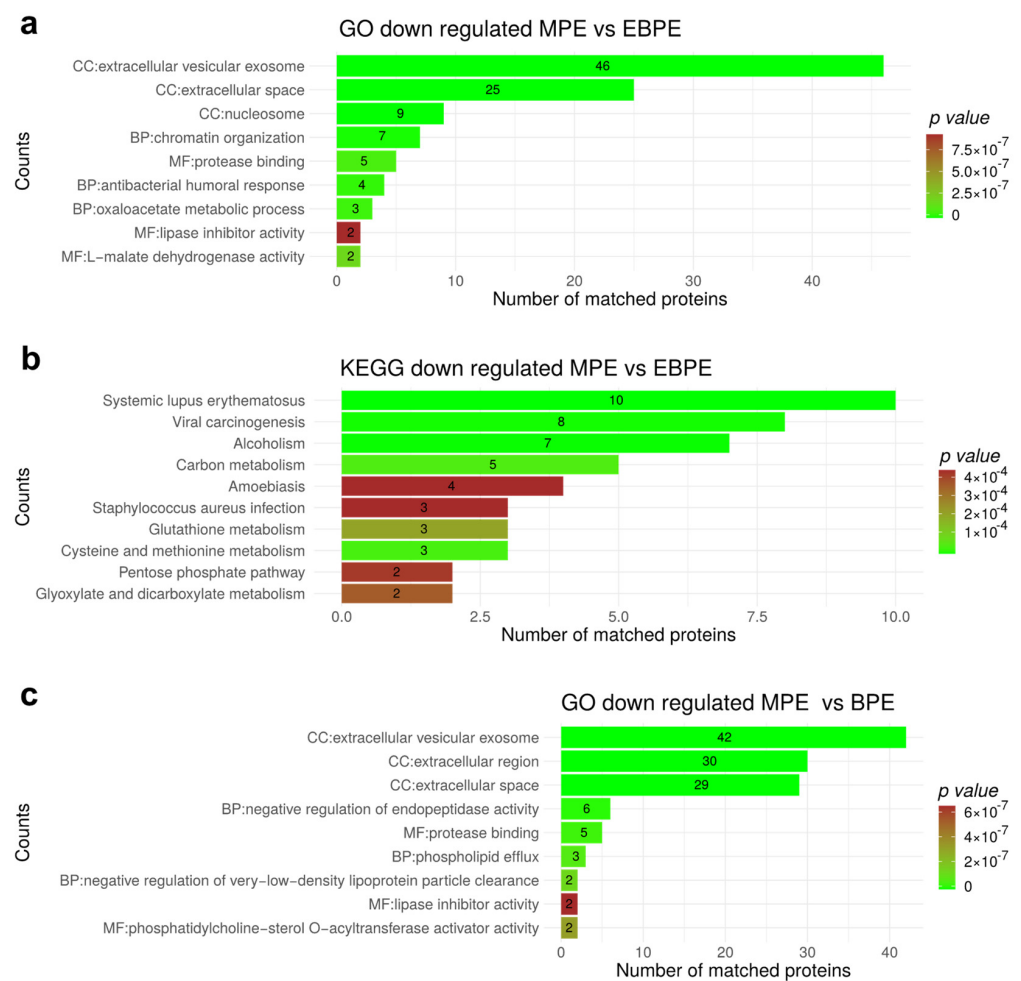 a
GO down regulated MPE vs EBPE
Counts
CC:extracellular vesicular exosome 46
CC:extracellular space 25
CC:nucleosome 9
BP:chromatin organization 7
MF:protease binding 5
BP:antibacterial humoral response 4
BP:oxaloacetate metabolic process 3
MF:lipase inhibitor activity 2
MF:L−malate dehydrogenase activity 2
0 10 20 30 40
Number of matched proteins
p value
7.5×10⁻⁷
5.0×10⁻⁷
2.5×10⁻⁷
0
b
KEGG down regulated MPE vs EBPE
Counts
Systemic lupus erythematosus 10
Viral carcinogenesis 8
Alcoholism 7
Carbon metabolism 5
Amoebiasis 4
Staphylococcus aureus infection 3
Glutathione metabolism 3
Cysteine and methionine metabolism 3
Pentose phosphate pathway 2
Glyoxylate and dicarboxylate metabolism 2
0.0 2.5 5.0 7.5 10.0
Number of matched proteins
p value
4×10⁻⁴
3×10⁻⁴
2×10⁻⁴
1×10⁻⁴
c
GO down regulated MPE vs BPE
Counts
CC:extracellular vesicular exosome 42
CC:extracellular region 30
CC:extracellular space 29
BP:negative regulation of endopeptidase activity 6
MF:protease binding 5
BP:phospholipid efflux 3
BP:negative regulation of very−low−density lipoprotein particle clearance 2
MF:lipase inhibitor activity 2
MF:phosphatidylcholine−sterol O−acyltransferase activator activity 2
0 10 20 30 40
Number of matched proteins
p value
6×10⁻⁷
4×10⁻⁷
2×10⁻⁷
0